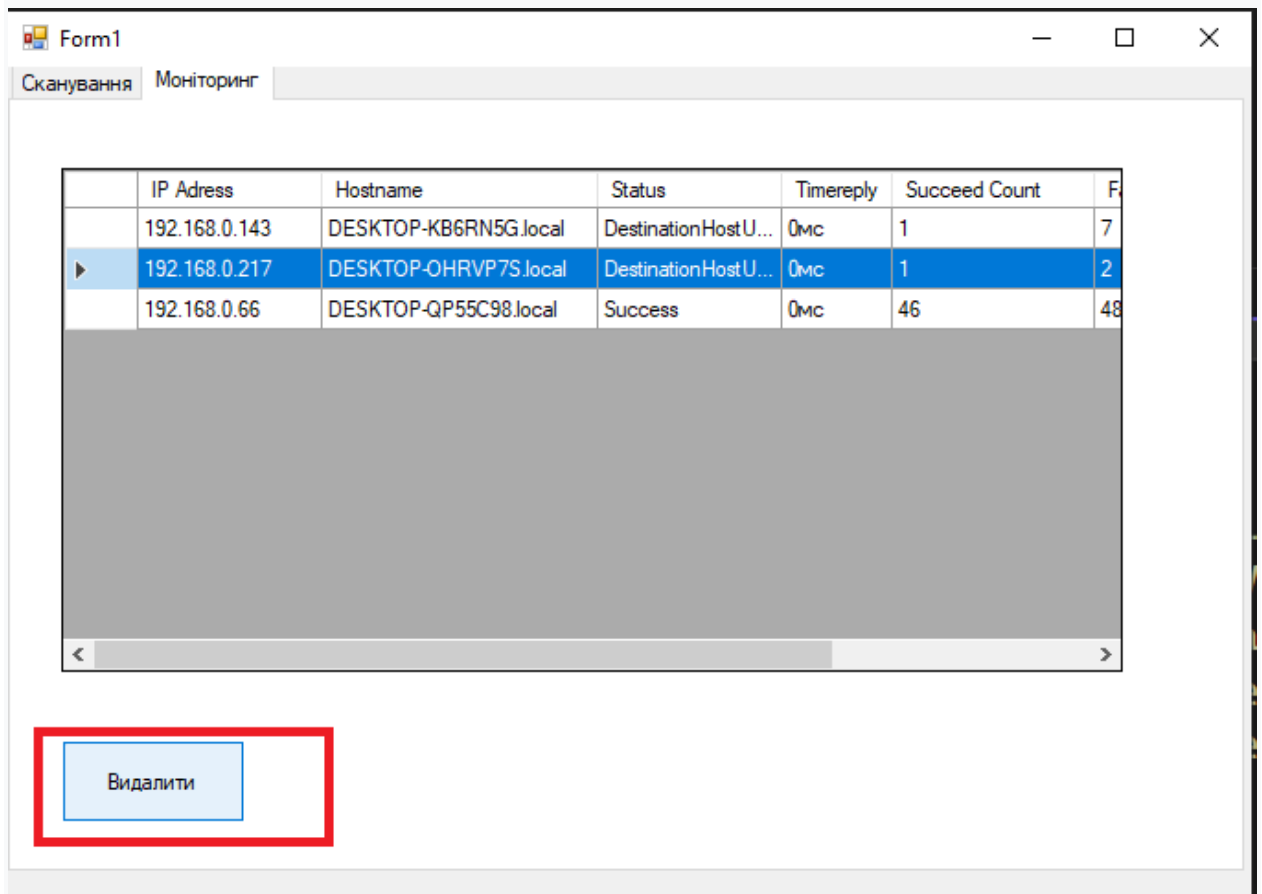 Form1
Сканування Моніторинг
IP Adress Hostname Status Timereply Succeed Count
192.168.0.143 DESKTOP-KB6RN5G.local DestinationHostU... 0мс 1 7
192.168.0.217 DESKTOP-OHRVP7S.local DestinationHostU... 0мс 1 2
192.168.0.66 DESKTOP-QP55C98.local Success 0мс 46 48
Видалити